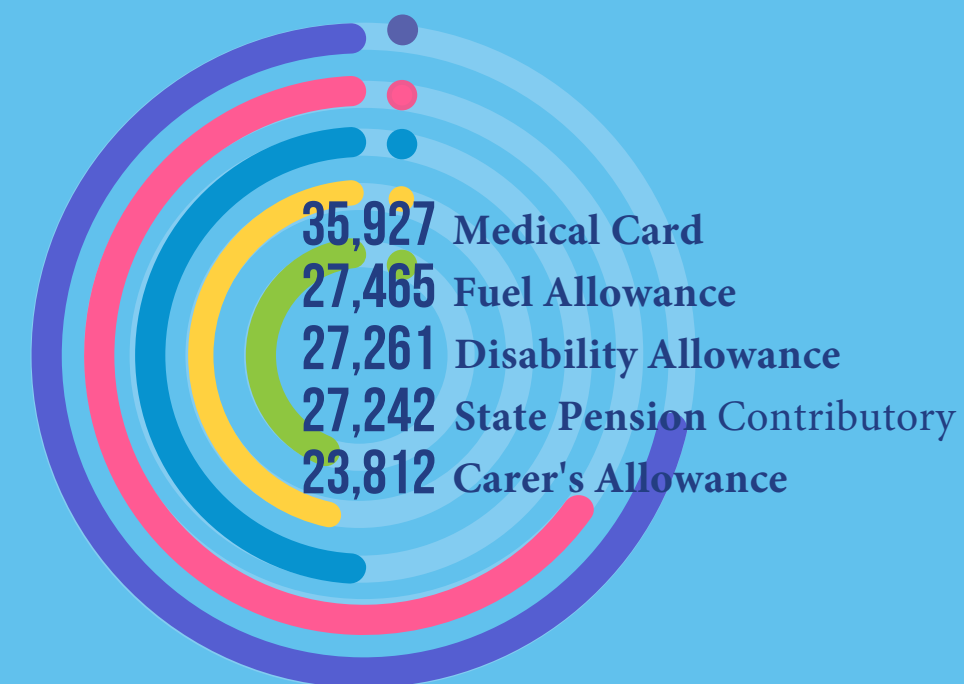 35,927 Medical Card
27,465 Fuel Allowance
27,261 Disability Allowance
27,242 State Pension Contributory
23,812 Carer's Allowance